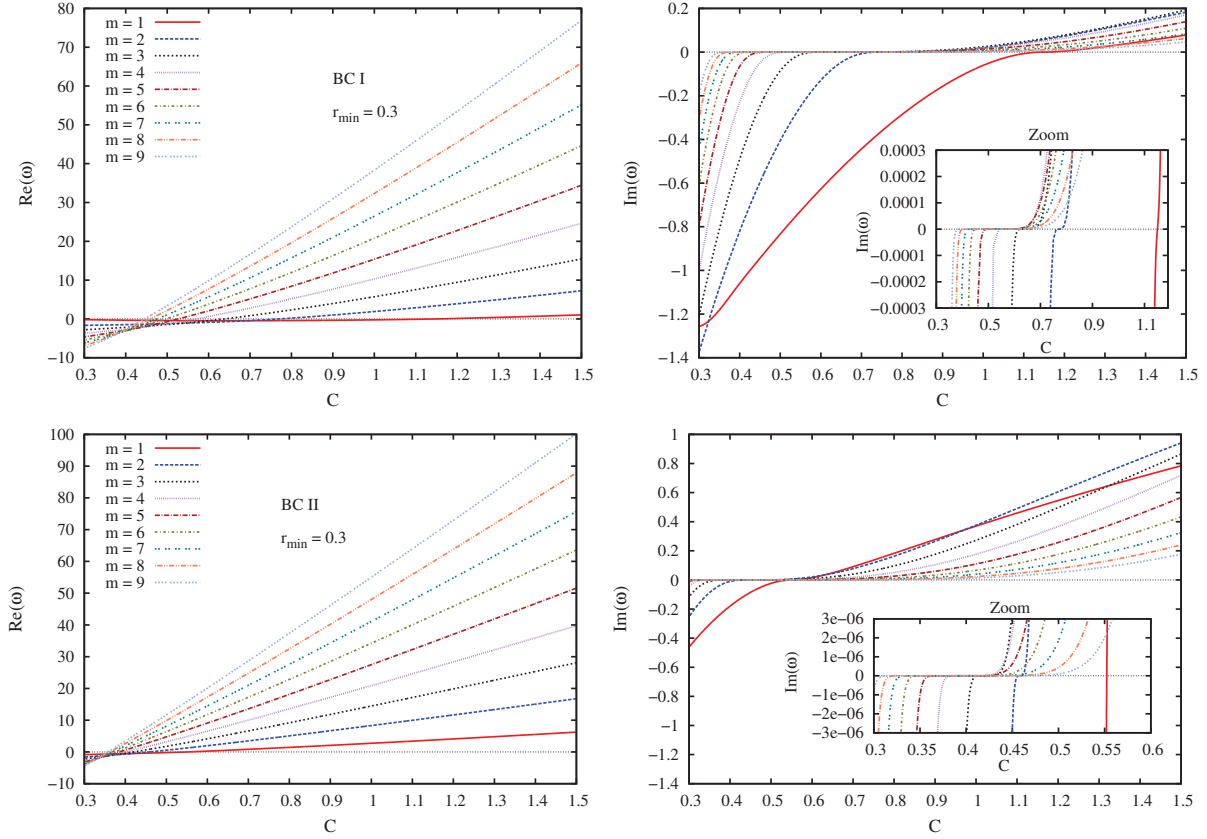 80
70
60
50
40
30
20
10
0
−10
Re(ω)
m = 1
m = 2
m = 3
m = 4
m = 5
m = 6
m = 7
m = 8
m = 9
BC I
r_min = 0.3
0.3 0.4 0.5 0.6 0.7 0.8 0.9 1 1.1 1.2 1.3 1.4 1.5
C
0.2
0
−0.2
−0.4
−0.6
−0.8
−1
−1.2
−1.4
Im(ω)
Zoom
0.0003
0.0002
0.0001
0
−0.0001
−0.0002
−0.0003
Im(ω)
0.3 0.5 0.7 0.9 1.1
C
0.3 0.4 0.5 0.6 0.7 0.8 0.9 1 1.1 1.2 1.3 1.4 1.5
C
100
90
80
70
60
50
40
30
20
10
0
−10
Re(ω)
m = 1
m = 2
m = 3
m = 4
m = 5
m = 6
m = 7
m = 8
m = 9
BC II
r_min = 0.3
0.3 0.4 0.5 0.6 0.7 0.8 0.9 1 1.1 1.2 1.3 1.4 1.5
C
1
0.8
0.6
0.4
0.2
0
−0.2
−0.4
−0.6
−0.8
−1
−1.2
−1.4
Im(ω)
Zoom
3e−06
2e−06
1e−06
0
−1e−06
−2e−06
−3e−06
Im(ω)
0.3 0.35 0.4 0.45 0.5 0.55 0.6
C
0.3 0.4 0.5 0.6 0.7 0.8 0.9 1 1.1 1.2 1.3 1.4 1.5
C